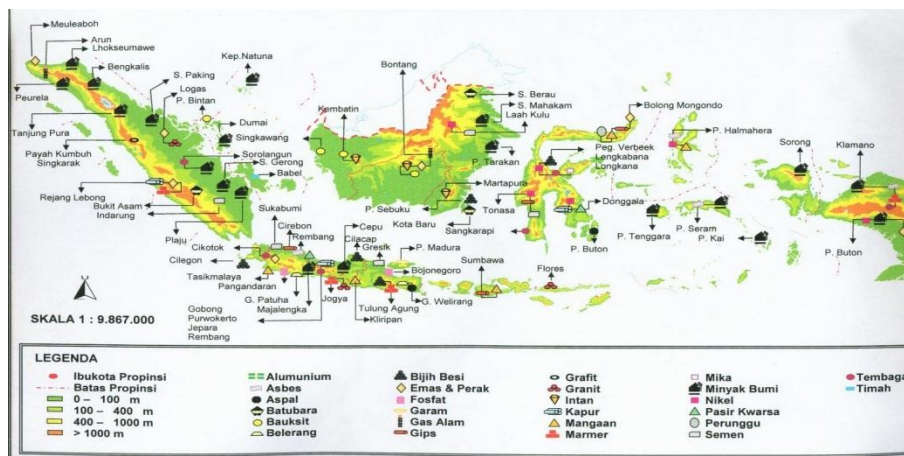 Meuleaboh
Arun
Lhokseumawe
Bengkalis
Peurela
Tanjung Pura
Payah Kumbuh
Singkarak
S. Paking
Logas
P. Bintan
Kep.Natuna
Dumai
Singkawang
Sorolangun
S. Gerong
Babel
Rejang Lebong
Bukit Asam
Indarung
Plaju
Kembatin
Bontang
S. Berau
S. Mahakam
Laah Kulu
P. Tarakan
Martapura
P. Sebuku
Kota Baru
Sangkarapi
Bolong Mongondo
P. Halmahera
Peg. Verbeek
Lengkabana
Longkana
Tonasa
Donggala
P. Buton
P. Tenggara
P. Seram
P. Kai
Sorong
Klamano
P. Buton
Sukabumi
Cirebon
Rembang
Cikotok
Cilegon
Tasikmalaya
Pangandaran
G. Patuha
Majalengka
Gobong
Purwokerto
Jepara
Rembang
Jogya
Cepu
Cilacap
Gresik
P. Madura
Bojonegoro
Tulung Agung
Kliripan
G. Welirang
Sumbawa
Flores
SKALA 1 : 9.867.000
LEGENDA
Ibukota Propinsi
Batas Propinsi
0 – 100 m
100 – 400 m
400 – 1000 m
> 1000 m
Alumunium
Asbes
Aspal
Batubara
Bauksit
Belerang
Bijih Besi
Emas & Perak
Fosfat
Garam
Gas Alam
Gips
Grafit
Granit
Intan
Kapur
Mangaan
Marmer
Mika
Minyak Bumi
Nikel
Pasir Kwarsa
Perunggu
Semen
Tembaga
Timah